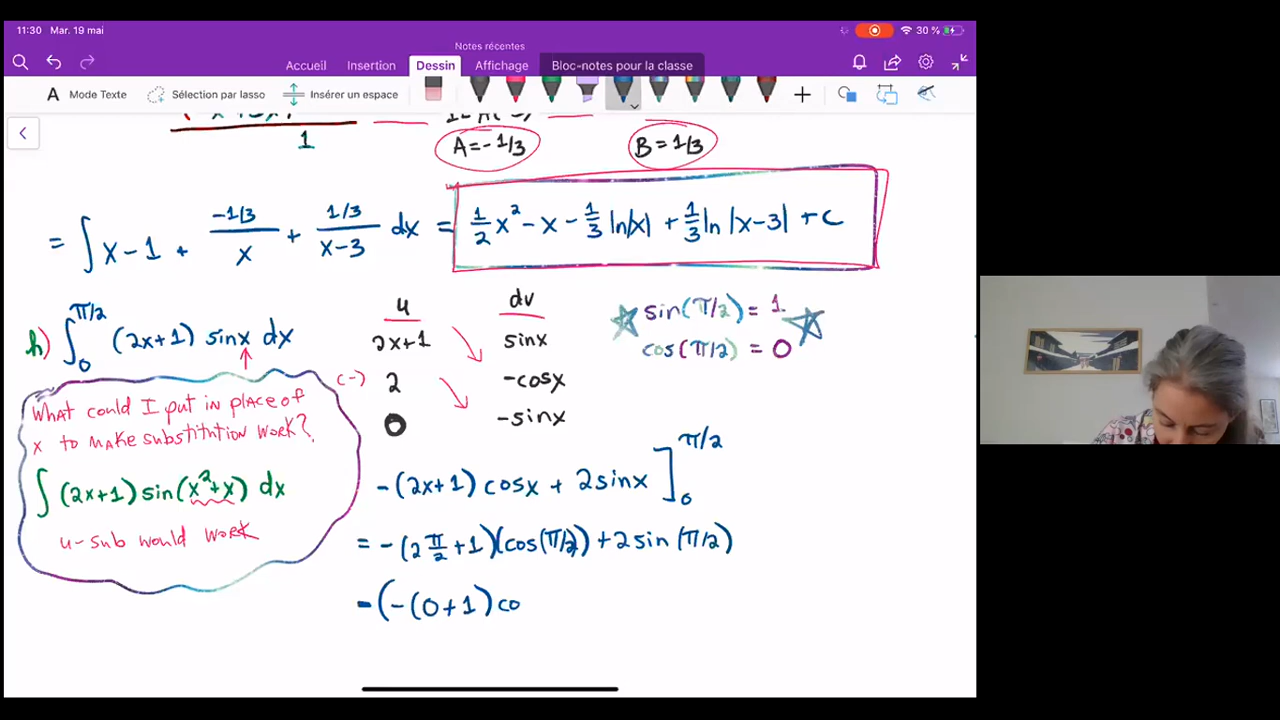 11:30 Mar. 19 mai
30 %
Notes récentes
Accueil Insertion Dessin Affichage Bloc-notes pour la classe
A Mode Texte Sélection par lasso Insérer un espace
1
A=-1/3 B=1/3
= ∫ x-1 + (-1/3)/x + (1/3)/(x-3) dx = 1/2 x² - x - 1/3 ln|x| + 1/3 ln|x-3| + C
h) ∫₀^(π/2) (2x+1) sinx dx
What could I put in place of
x to make substitution work?
∫ (2x+1) sin(x²+x) dx
u-sub would work
u dv
2x+1 sinx
(-) 2 -cosx
0 -sinx
sin(π/2) = 1
cos(π/2) = 0
-(2x+1) cosx + 2sinx ]₀^(π/2)
= -(2 π/2 +1)(cos(π/2) + 2sin(π/2)
-(-(0+1) co